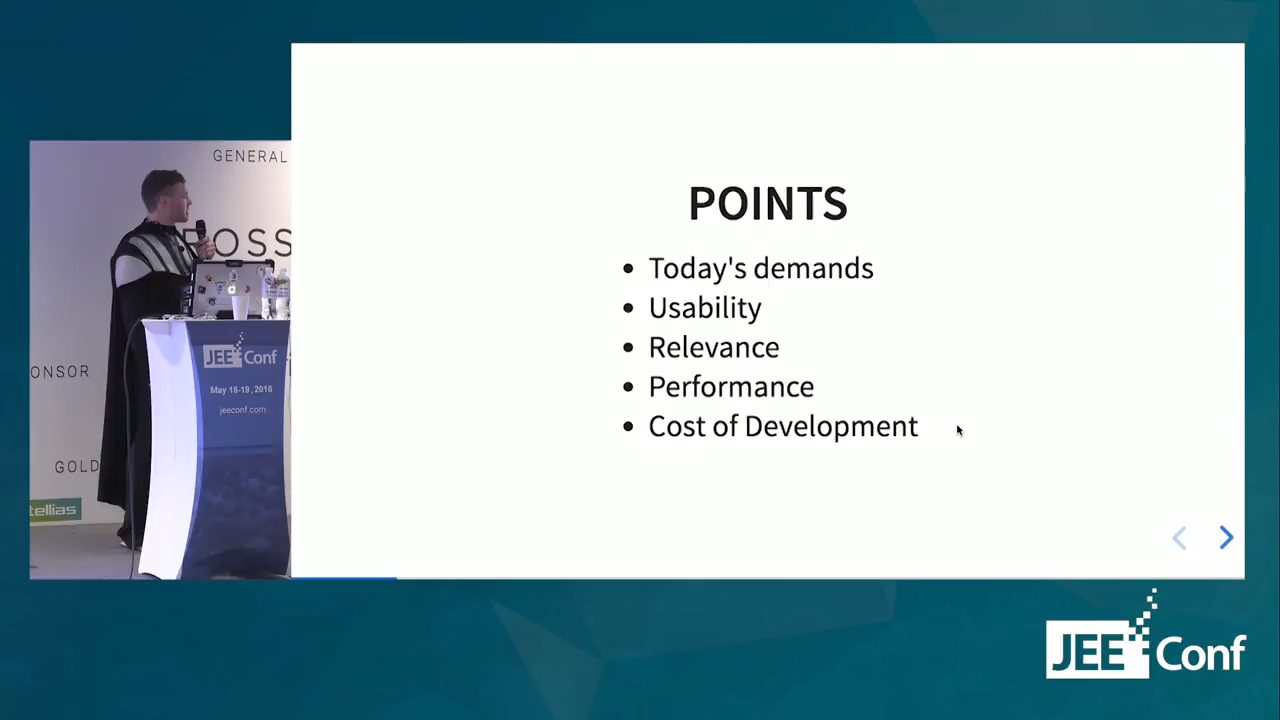 GENERAL
ROSS
ONSOR
GOLD
tellias
JEE Conf
May 18-19, 2018
jeeconf.com
POINTS
Today's demands
Usability
Relevance
Performance
Cost of Development
JEE Conf